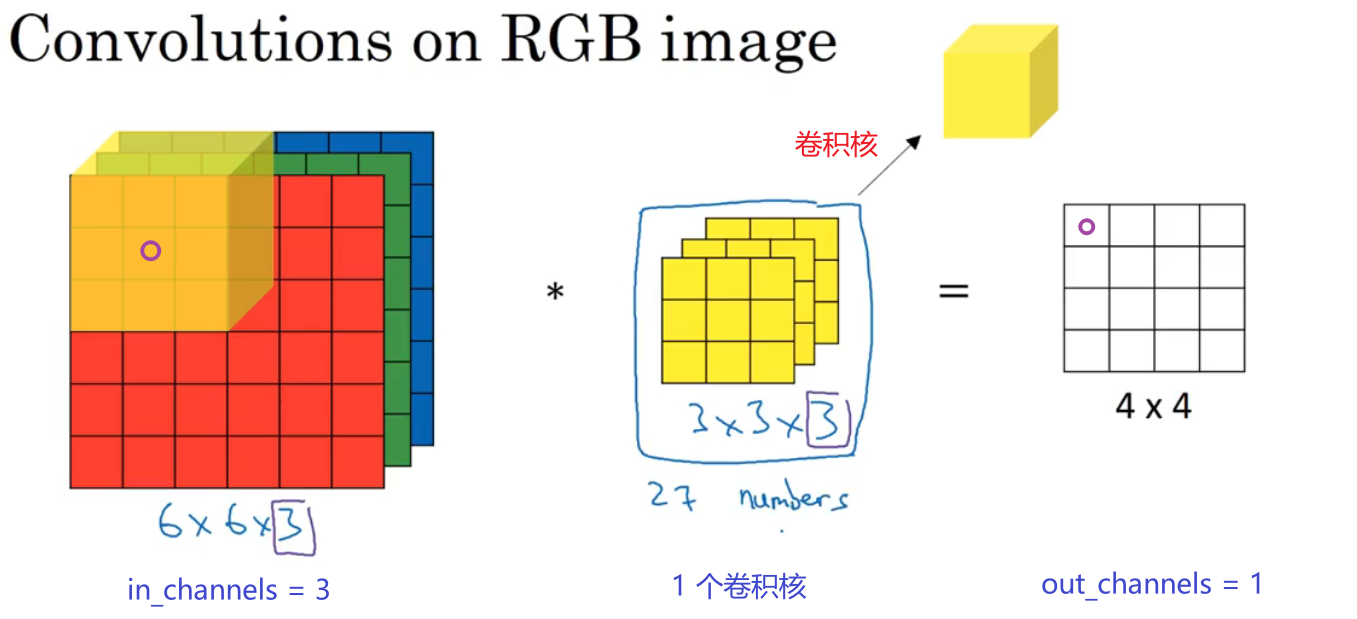 Convolutions on RGB image
卷积核
*
=
3 x 3 x 3
4 x 4
27 numbers
6 x 6 x 3
in_channels = 3
1 个卷积核
out_channels = 1